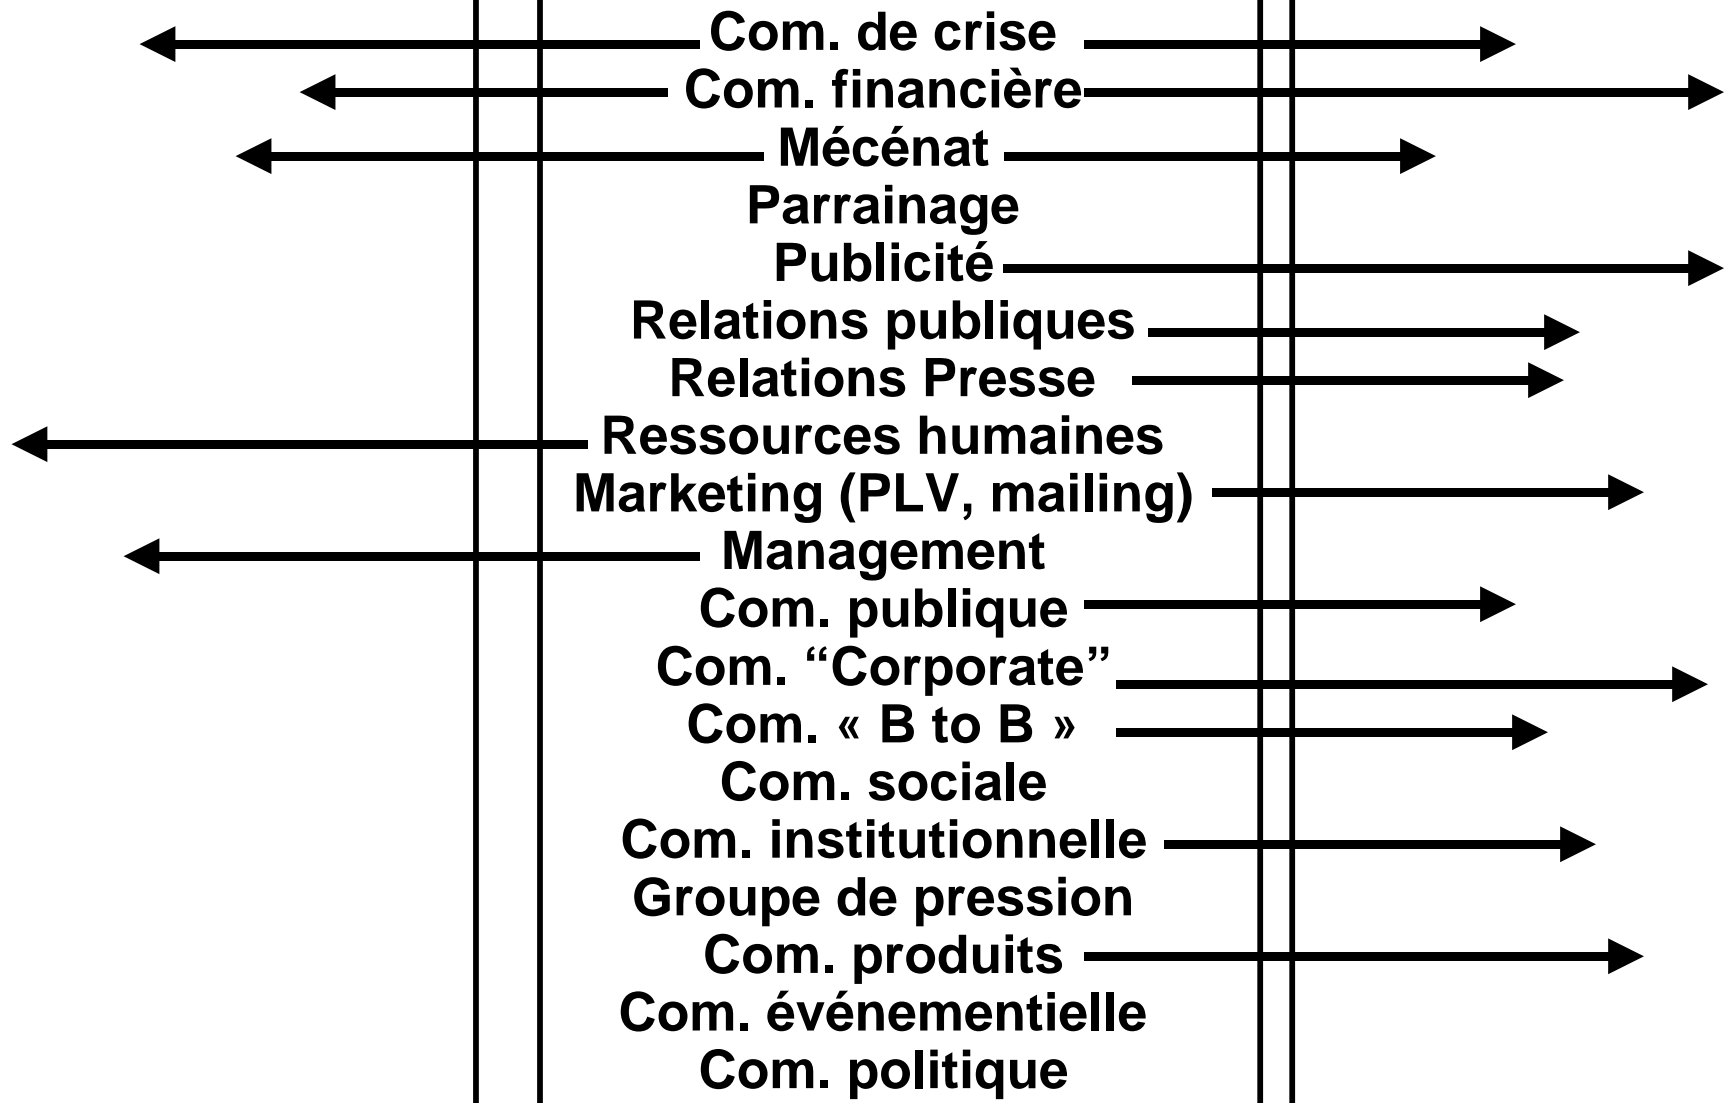 Com. de crise
Com. financière
Mécénat
Parrainage
Publicité
Relations publiques
Relations Presse
Ressources humaines
Marketing (PLV, mailing)
Management
Com. publique
Com. “Corporate”
Com. « B to B »
Com. sociale
Com. institutionnelle
Groupe de pression
Com. produits
Com. événementielle
Com. politique